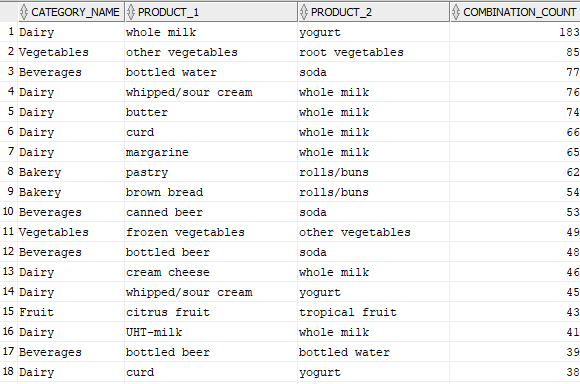 CATEGORY_NAME PRODUCT_1 PRODUCT_2 COMBINATION_COUNT
1 Dairy whole milk yogurt 183
2 Vegetables other vegetables root vegetables 85
3 Beverages bottled water soda 77
4 Dairy whipped/sour cream whole milk 76
5 Dairy butter whole milk 74
6 Dairy curd whole milk 66
7 Dairy margarine whole milk 65
8 Bakery pastry rolls/buns 62
9 Bakery brown bread rolls/buns 54
10 Beverages canned beer soda 53
11 Vegetables frozen vegetables other vegetables 49
12 Beverages bottled beer soda 48
13 Dairy cream cheese whole milk 46
14 Dairy whipped/sour cream yogurt 45
15 Fruit citrus fruit tropical fruit 43
16 Dairy UHT-milk whole milk 41
17 Beverages bottled beer bottled water 39
18 Dairy curd yogurt 38